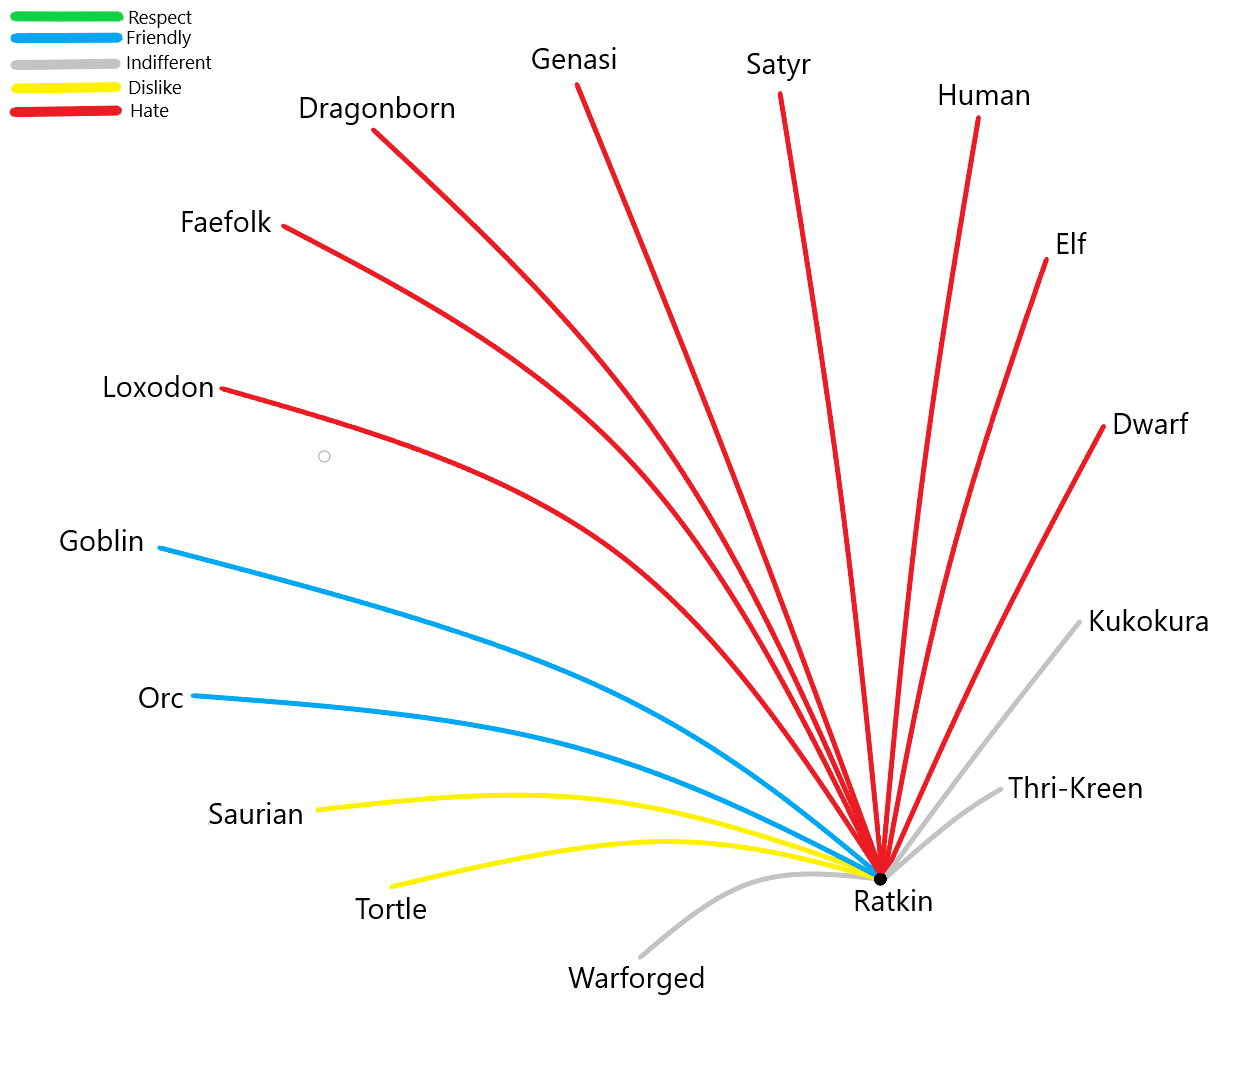 Respect
Friendly
Indifferent
Dislike
Hate
Genasi
Satyr
Human
Dragonborn
Faefolk
Elf
Loxodon
Dwarf
Goblin
Kukokura
Orc
Thri-Kreen
Saurian
Ratkin
Tortle
Warforged